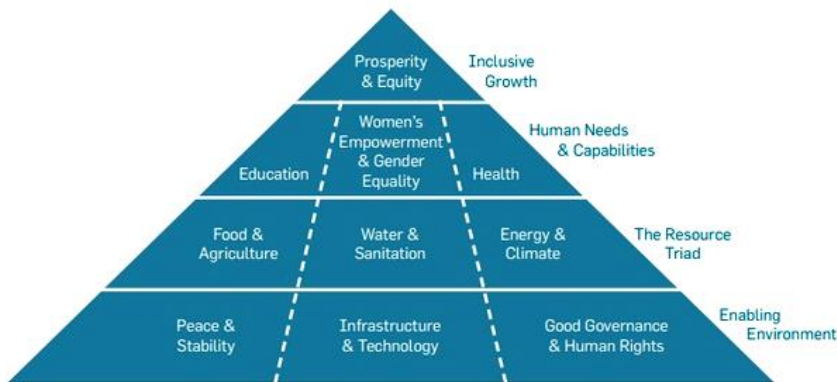 Prosperity
& Equity
Inclusive
Growth
Women's
Empowerment
& Gender
Equality
Education
Health
Human Needs
& Capabilities
Food &
Agriculture
Water &
Sanitation
Energy &
Climate
The Resource
Triad
Peace &
Stability
Infrastructure
& Technology
Good Governance
& Human Rights
Enabling
Environment